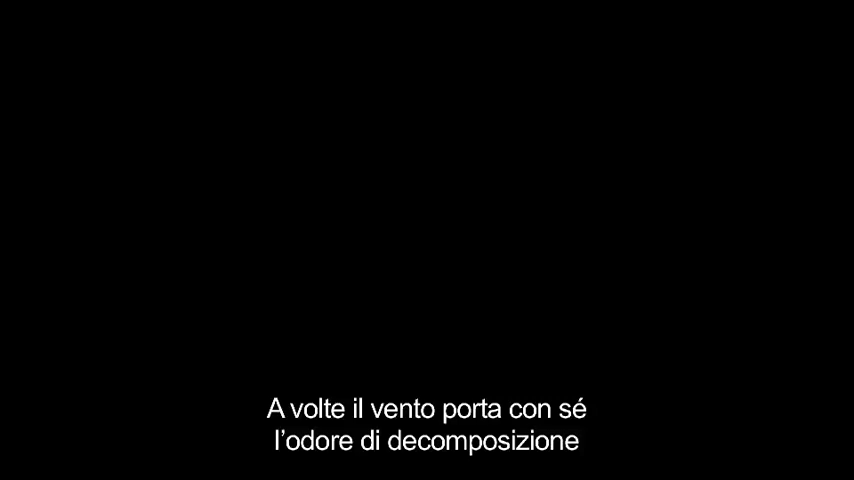 A volte il vento porta con sé
l’odore di decomposizione